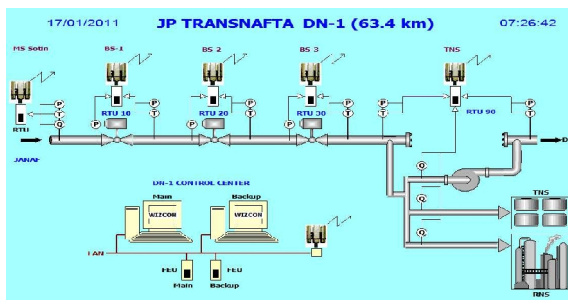 17/01/2011 JP TRANSNAFTA DN-1 (63.4 km) 07:26:42
MS Sotin BS-1 BS 2 BS 3 TNS
P P P P P P P P P
T T T T T T
RTU RTU 10 RTU 20 RTU 30 RTU 90
Q P P P
JANAF D
DN-1 CONTROL CENTER
Main Backup
WIZCON WIZCON
Q
TNS
Q
Q
LAN
FEU FEU
Main Backup
RNS